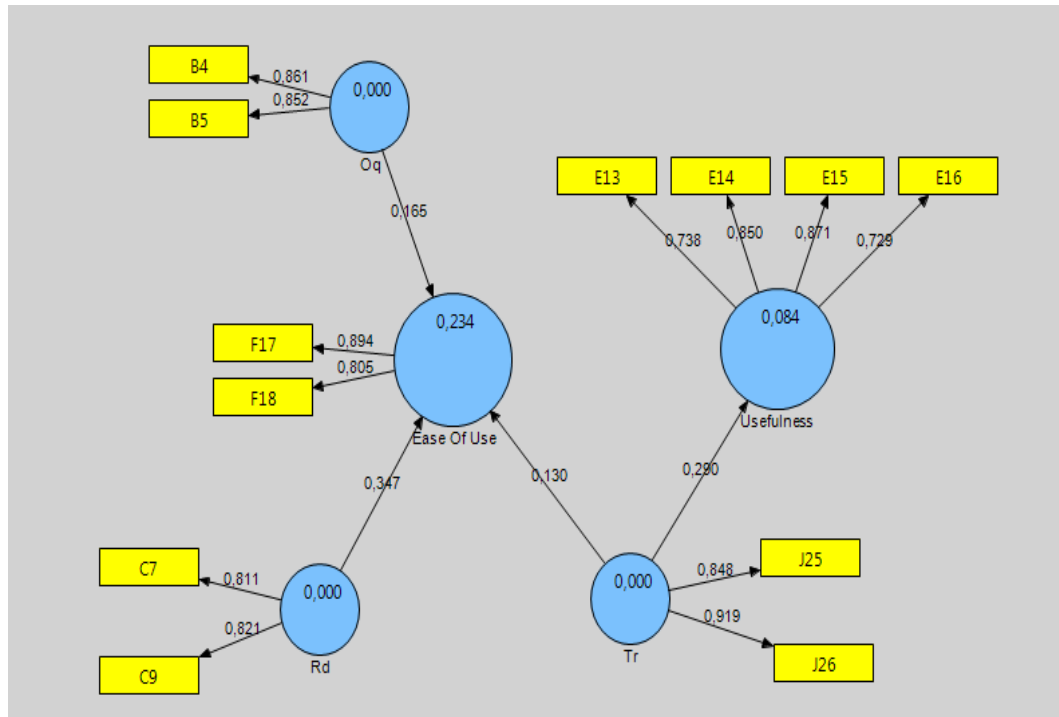 B4
0,861
0,000
0,852
B5
Oq
E13
E14
E15
E16
0,165
0,738
0,850
0,871
0,729
F17
0,894
0,234
0,084
0,805
F18
Ease Of Use
Usefulness
0,347
0,130
0,290
C7
0,811
0,000
0,821
C9
Rd
0,000
0,848
J25
0,919
Tr
J26